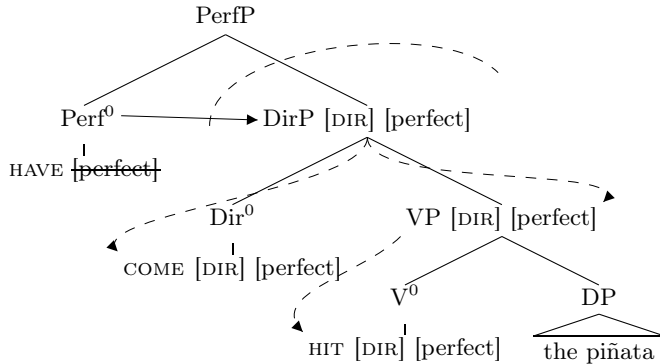 PerfP
Perf⁰ DirP [DIR] [perfect]
HAVE [perfect]
Dir⁰ VP [DIR] [perfect]
COME [DIR] [perfect]
V⁰ DP
HIT [DIR] [perfect] the piñata